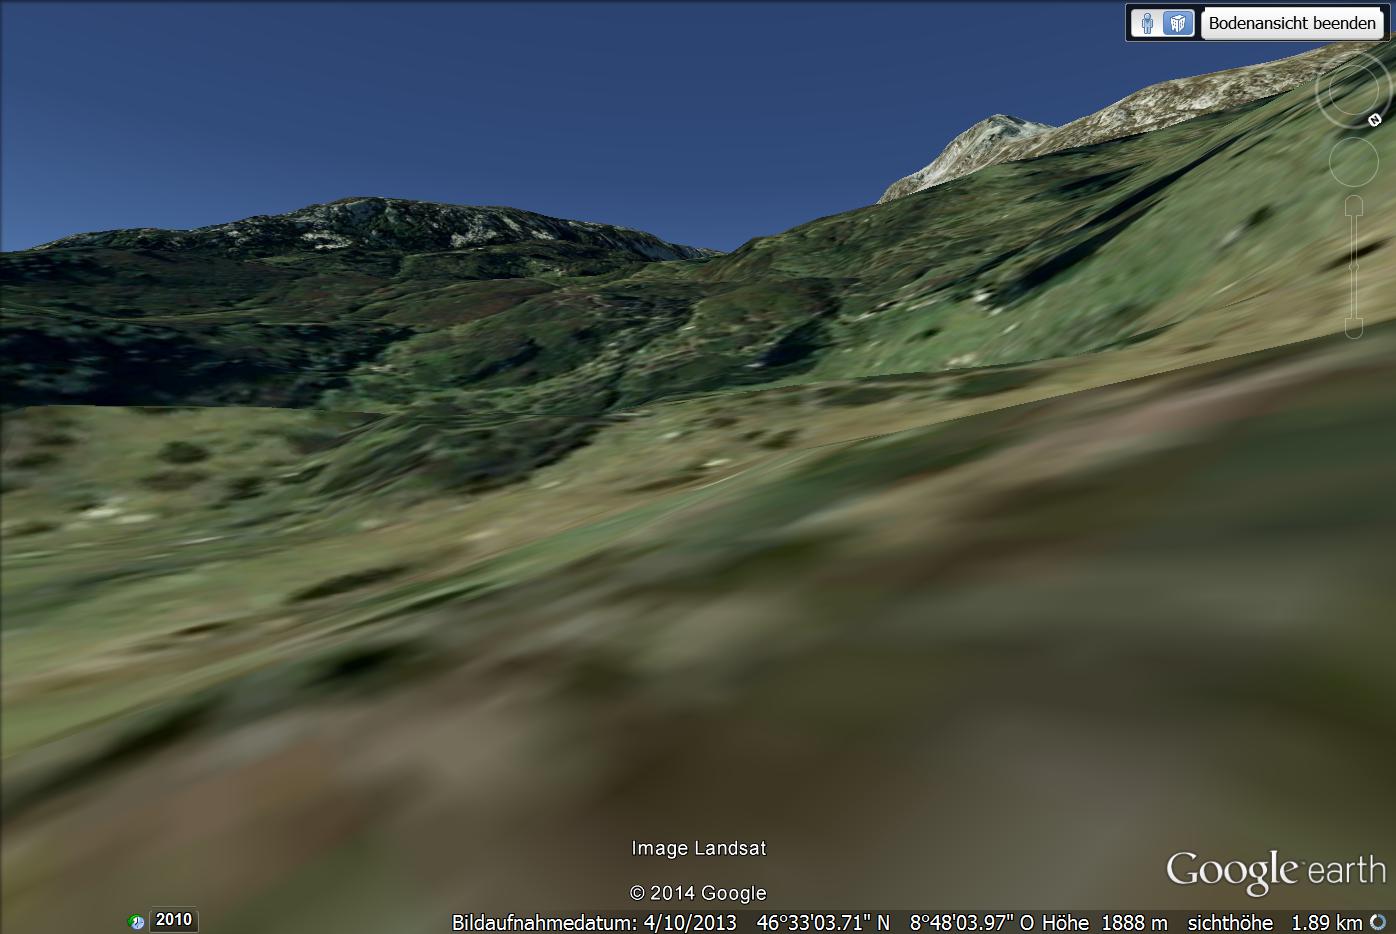 Bodenansicht beenden
N
Image Landsat
© 2014 Google
Google earth
2010
Bildaufnahmedatum: 4/10/2013 46°33'03.71" N 8°48'03.97" O Höhe 1888 m sichthöhe 1.89 km